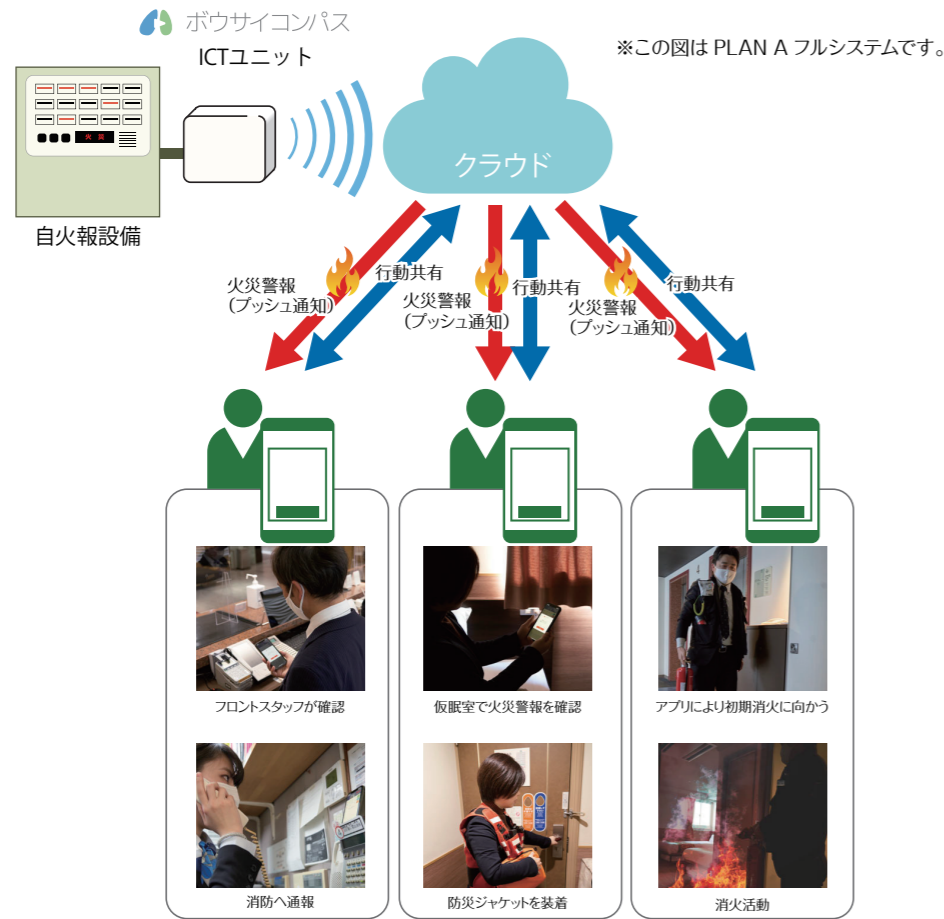 ボウサイコンパス
ICTユニット
※この図は PLAN A フルシステムです。
火 災
クラウド
自火報設備
火災警報
(プッシュ通知)
行動共有
火災警報
(プッシュ通知)
行動共有
火災警報
(プッシュ通知)
行動共有
フロントスタッフが確認
仮眠室で火災警報を確認
アプリにより初期消火に向かう
消防へ通報
防災ジャケットを装着
消火活動